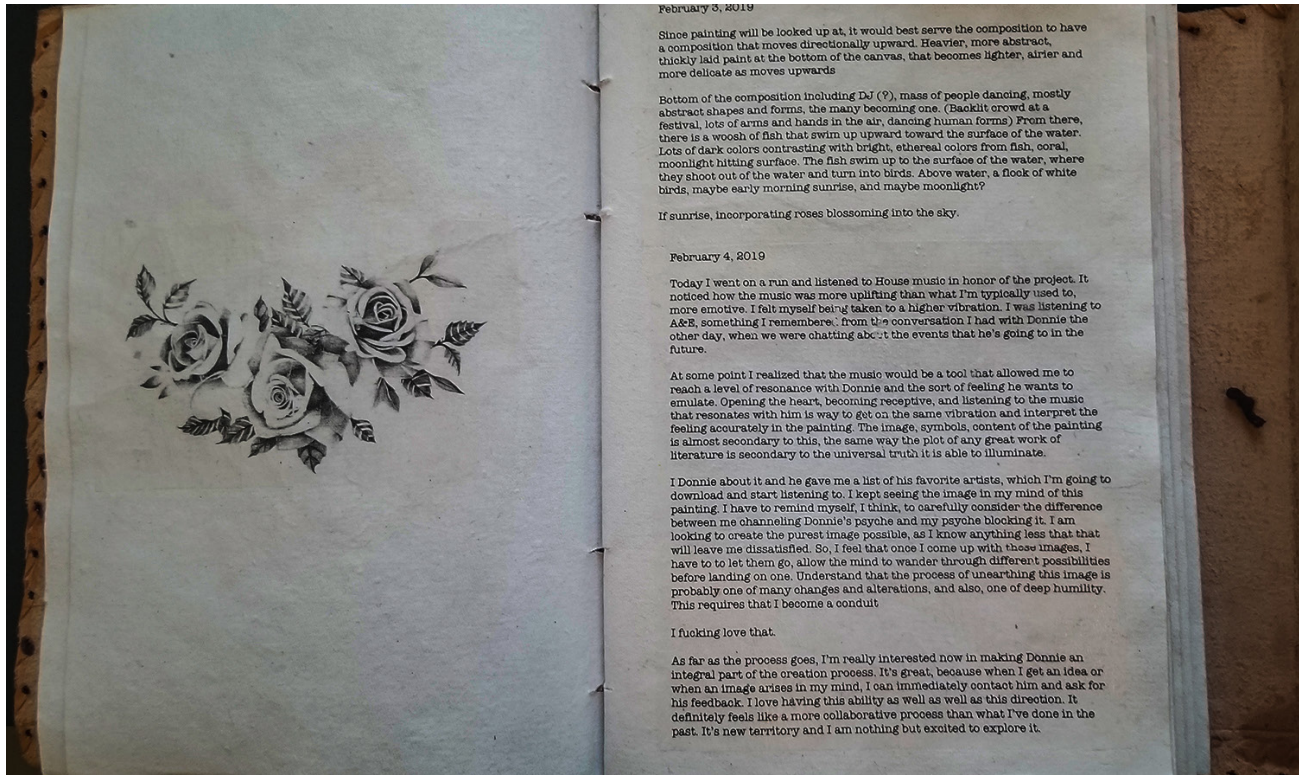 February 3, 2019
Since painting will be looked up at, it would best serve the composition to have
a composition that moves directionally upward. Heavier, more abstract,
thickly laid paint at the bottom of the canvas, that becomes lighter, airier and
more delicate as moves upwards
Bottom of the composition including DJ (?), mass of people dancing, mostly
abstract shapes and forms, the many becoming one. (Backlit crowd at a
festival, lots of arms and hands in the air, dancing human forms) From there,
there is a woosh of fish that swim up upward toward the surface of the water.
Lots of dark colors contrasting with bright, ethereal colors from fish, coral,
moonlight hitting surface. The fish swim up to the surface of the water, where
they shoot out of the water and turn into birds. Above water, a flock of white
birds, maybe early morning sunrise, and maybe moonlight?
If sunrise, incorporating roses blossoming into the sky.
February 4, 2019
Today I went on a run and listened to House music in honor of the project. It
noticed how the music was more uplifting than what I'm typically used to,
more emotive. I felt myself being taken to a higher vibration. I was listening to
A&E, something I remembered from the conversation I had with Donnie the
other day, when we were chatting about the events that he's going to in the
future.
At some point I realized that the music would be a tool that allowed me to
reach a level of resonance with Donnie and the sort of feeling he wants to
emulate. Opening the heart, becoming receptive, and listening to the music
that resonates with him is way to get on the same vibration and interpret the
feeling accurately in the painting. The image, symbols, content of the painting
is almost secondary to this, the same way the plot of any great work of
literature is secondary to the universal truth it is able to illuminate.
I Donnie about it and he gave me a list of his favorite artists, which I'm going to
download and start listening to. I kept seeing the image in my mind of this
painting. I have to remind myself, I think, to carefully consider the difference
between me channeling Donnie's psyche and my psyche blocking it. I am
looking to create the purest image possible, as I know anything less that that
will leave me dissatisfied. So, I feel that once I come up with those images, I
have to to let them go, allow the mind to wander through different possibilities
before landing on one. Understand that the process of unearthing this image is
probably one of many changes and alterations, and also, one of deep humility.
This requires that I become a conduit
I fucking love that.
As far as the process goes, I'm really interested now in making Donnie an
integral part of the creation process. It's great, because when I get an idea or
when an image arises in my mind, I can immediately contact him and ask for
his feedback. I love having this ability as well as well as this direction. It
definitely feels like a more collaborative process than what I've done in the
past. It's new territory and I am nothing but excited to explore it.